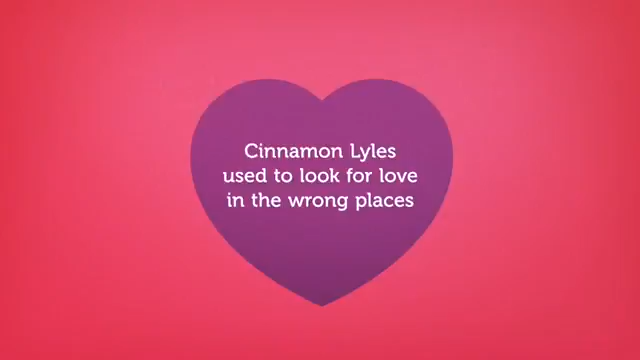 Cinnamon Lyles
used to look for love
in the wrong places